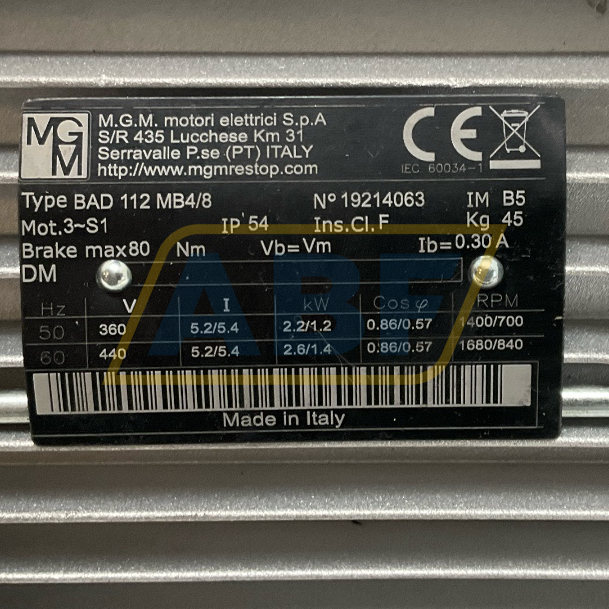 MGM
M.G.M. motori elettrici S.p.A
S/R 435 Lucchese Km 31
Serravalle P.se (PT) ITALY
http://www.mgmrestop.com
CE
IEC 60034-1
Type BAD 112 MB4/8 Nº 19214063 IM B5
Mot.3~S1 IP 54 Ins.Cl.F Kg 45
Brake max80 Nm Vb=Vm Ib=0.30 A
DM
Hz V I kW Cos φ RPM
50 360 5.2/5.4 2.2/1.2 0.86/0.57 1400/700
60 440 5.2/5.4 2.6/1.4 0.86/0.57 1680/840
Made in Italy
ABF